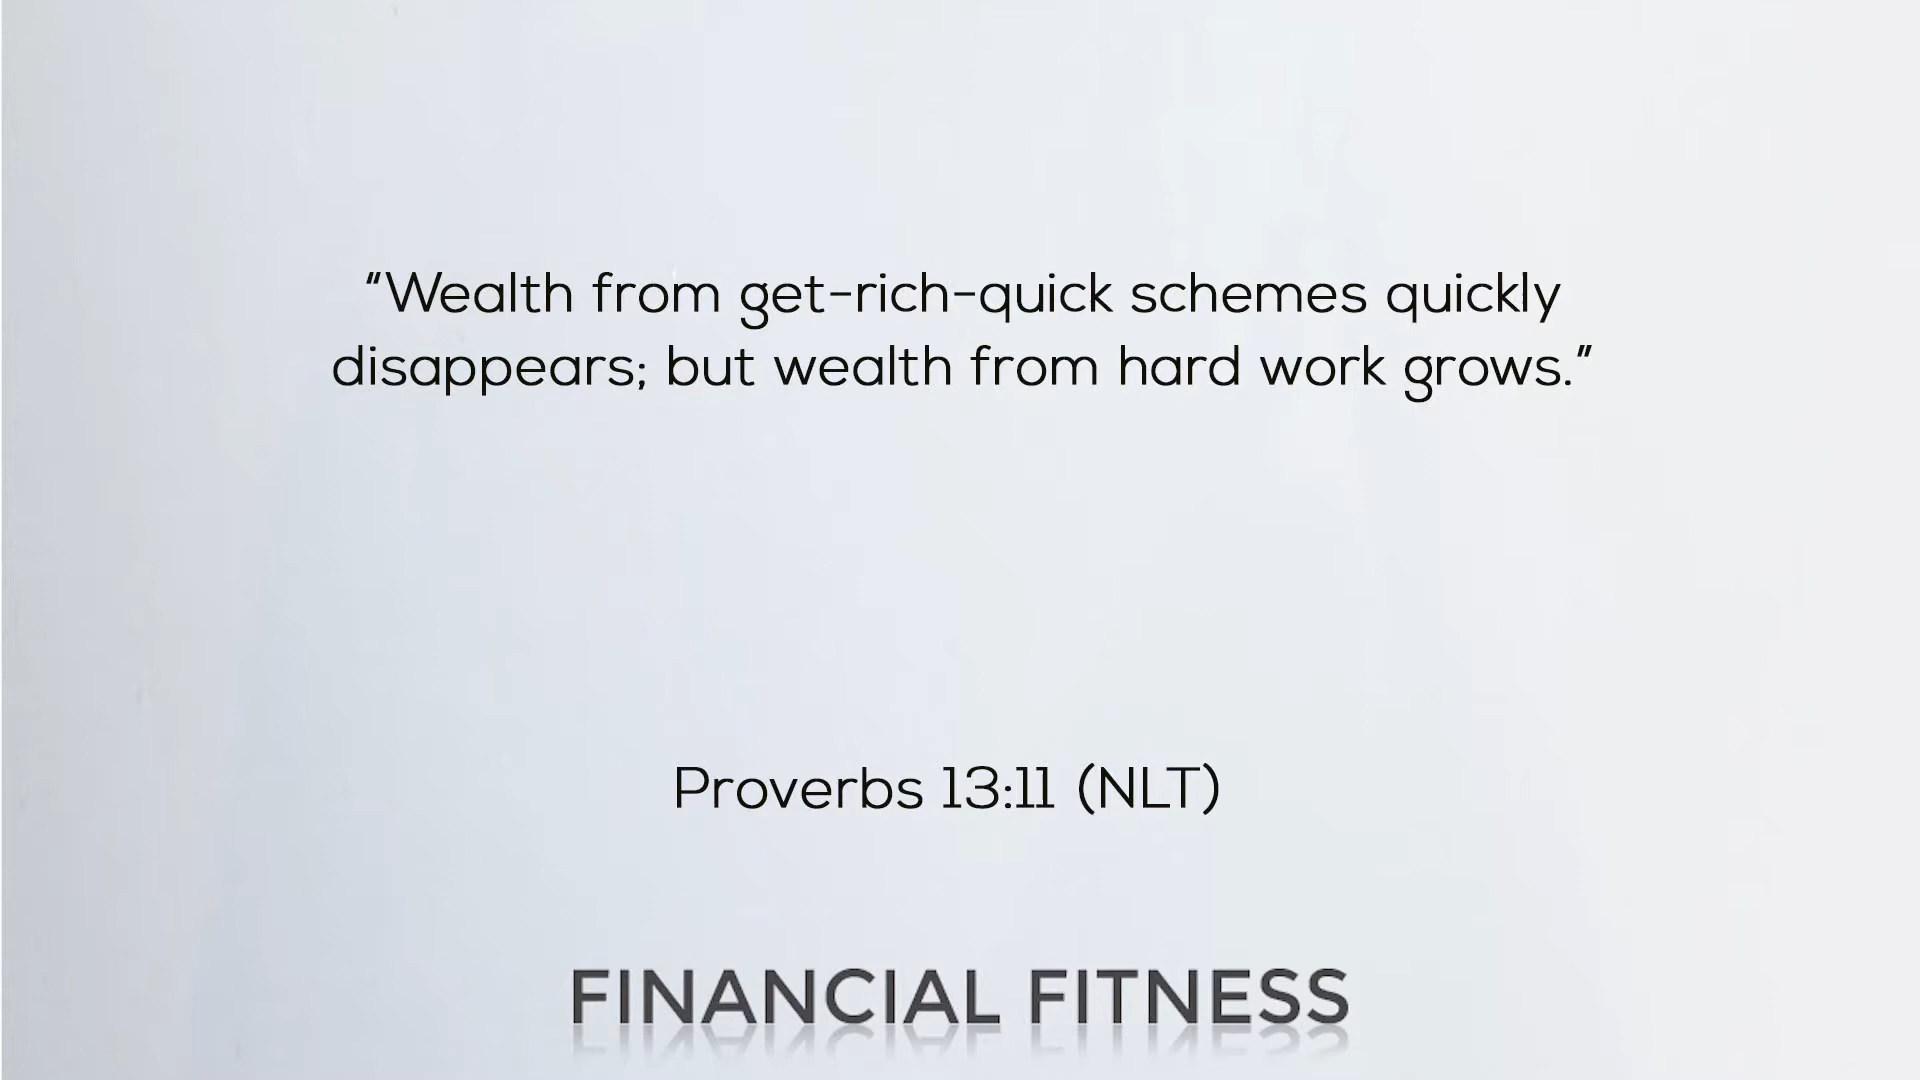 “Wealth from get-rich-quick schemes quickly
disappears; but wealth from hard work grows.”
Proverbs 13:11 (NLT)
FINANCIAL FITNESS